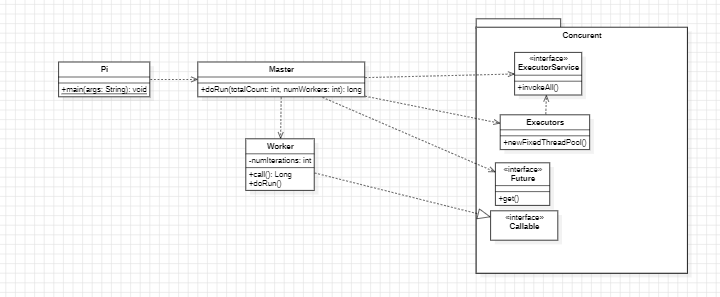 Concurent
Pi
+main(args: String): void
Master
+doRun(totalCount: int, numWorkers: int): long
«interface»
ExecutorService
+invokeAll()
Executors
+newFixedThreadPool()
Worker
-numIterations: int
+call(): Long
+doRun()
«interface»
Future
+get()
«interface»
Callable